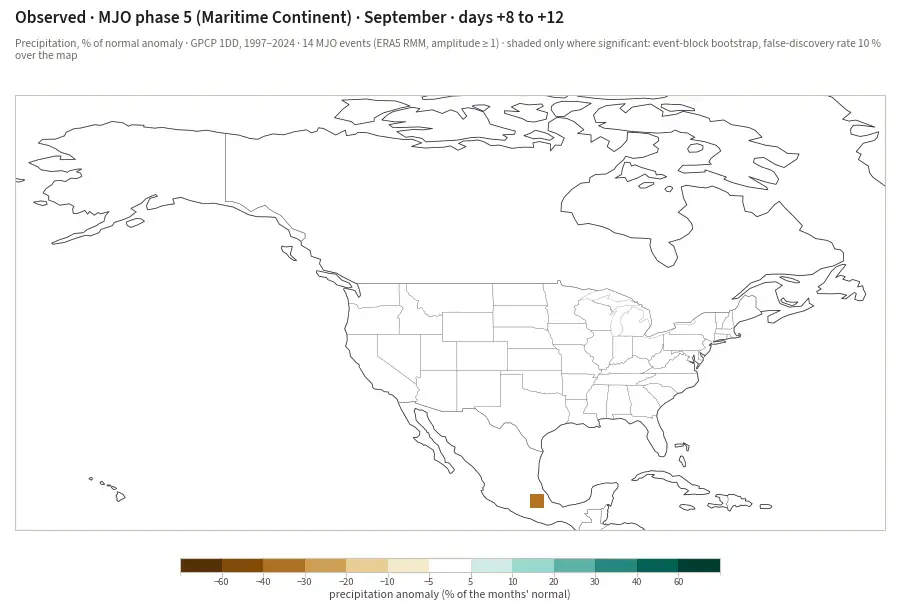 Observed · MJO phase 5 (Maritime Continent) · September · days +8 to +12
Precipitation, % of normal anomaly · GPCP 1DD, 1997–2024 · 14 MJO events (ERA5 RMM, amplitude ≥ 1) · shaded only where significant: event-block bootstrap, false-discovery rate 10 %
over the map
−60 −40 −30 −20 −10 −5 5 10 20 30 40 60
precipitation anomaly (% of the months' normal)